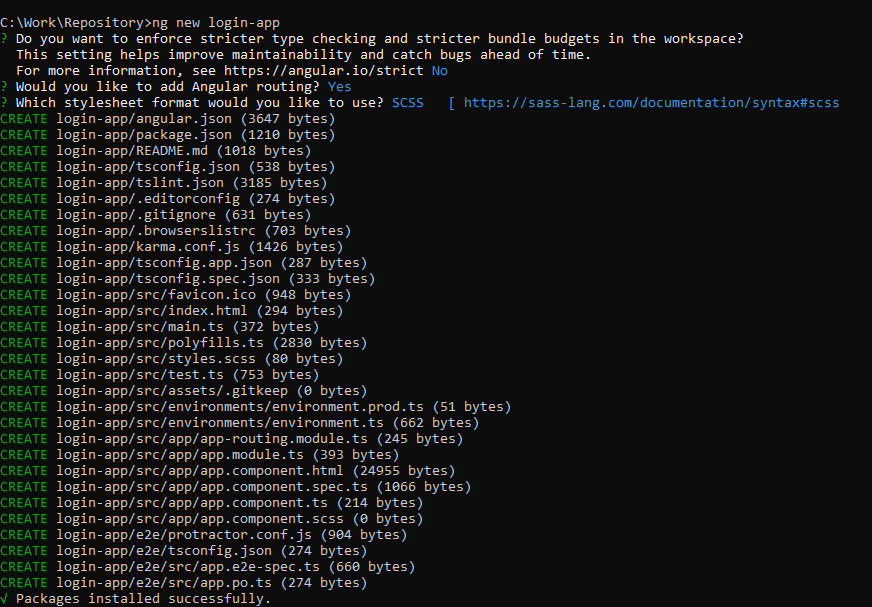 C:\Work\Repository>ng new login-app
? Do you want to enforce stricter type checking and stricter bundle budgets in the workspace?
  This setting helps improve maintainability and catch bugs ahead of time.
  For more information, see https://angular.io/strict No
? Would you like to add Angular routing? Yes
? Which stylesheet format would you like to use? SCSS   [ https://sass-lang.com/documentation/syntax#scss
CREATE login-app/angular.json (3647 bytes)
CREATE login-app/package.json (1210 bytes)
CREATE login-app/README.md (1018 bytes)
CREATE login-app/tsconfig.json (538 bytes)
CREATE login-app/tslint.json (3185 bytes)
CREATE login-app/.editorconfig (274 bytes)
CREATE login-app/.gitignore (631 bytes)
CREATE login-app/.browserslistrc (703 bytes)
CREATE login-app/karma.conf.js (1426 bytes)
CREATE login-app/tsconfig.app.json (287 bytes)
CREATE login-app/tsconfig.spec.json (333 bytes)
CREATE login-app/src/favicon.ico (948 bytes)
CREATE login-app/src/index.html (294 bytes)
CREATE login-app/src/main.ts (372 bytes)
CREATE login-app/src/polyfills.ts (2830 bytes)
CREATE login-app/src/styles.scss (80 bytes)
CREATE login-app/src/test.ts (753 bytes)
CREATE login-app/src/assets/.gitkeep (0 bytes)
CREATE login-app/src/environments/environment.prod.ts (51 bytes)
CREATE login-app/src/environments/environment.ts (662 bytes)
CREATE login-app/src/app/app-routing.module.ts (245 bytes)
CREATE login-app/src/app/app.module.ts (393 bytes)
CREATE login-app/src/app/app.component.html (24955 bytes)
CREATE login-app/src/app/app.component.spec.ts (1066 bytes)
CREATE login-app/src/app/app.component.ts (214 bytes)
CREATE login-app/src/app/app.component.scss (0 bytes)
CREATE login-app/e2e/protractor.conf.js (904 bytes)
CREATE login-app/e2e/tsconfig.json (274 bytes)
CREATE login-app/e2e/src/app.e2e-spec.ts (660 bytes)
CREATE login-app/e2e/src/app.po.ts (274 bytes)
√ Packages installed successfully.